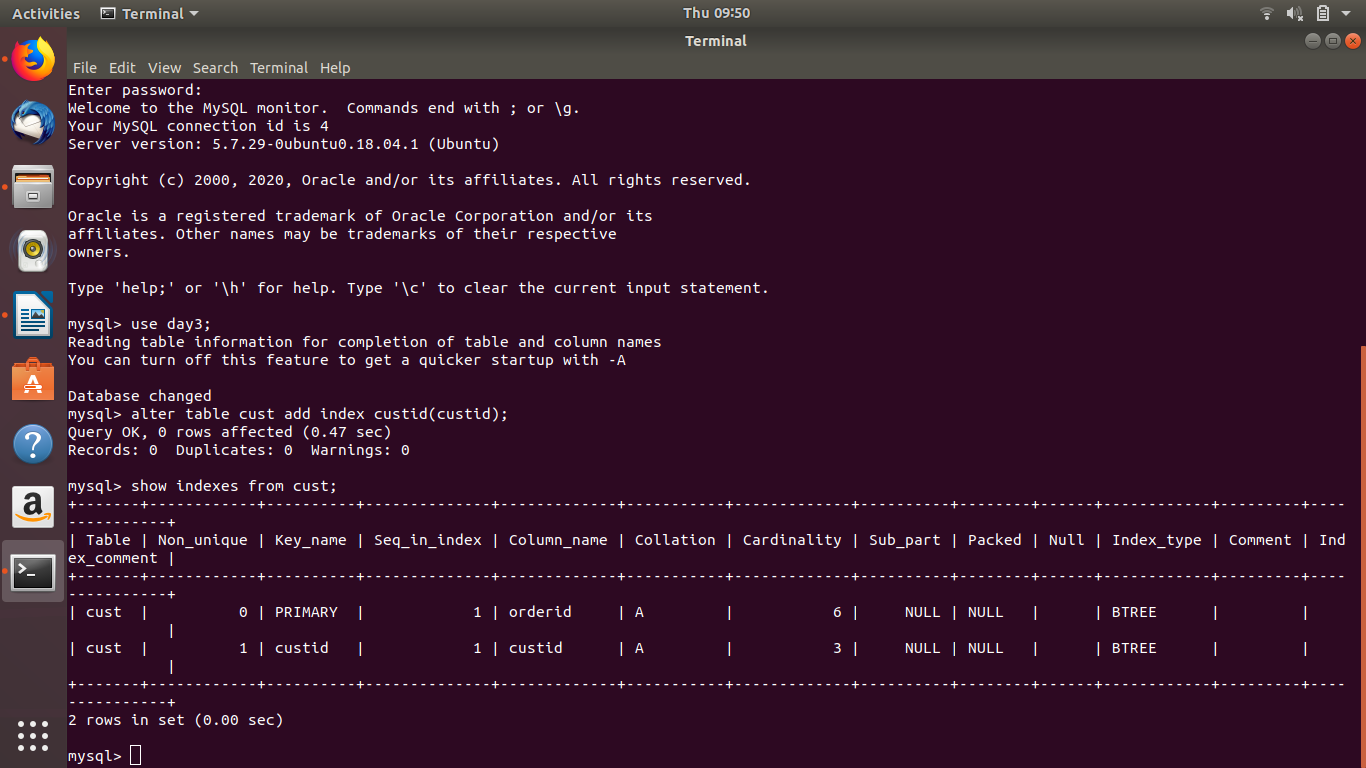 Activities Terminal Thu 09:50
Terminal
File Edit View Search Terminal Help
Enter password:
Welcome to the MySQL monitor.  Commands end with ; or \g.
Your MySQL connection id is 4
Server version: 5.7.29-0ubuntu0.18.04.1 (Ubuntu)
Copyright (c) 2000, 2020, Oracle and/or its affiliates. All rights reserved.
Oracle is a registered trademark of Oracle Corporation and/or its
affiliates. Other names may be trademarks of their respective
owners.
Type 'help;' or '\h' for help. Type '\c' to clear the current input statement.
mysql> use day3;
Reading table information for completion of table and column names
You can turn off this feature to get a quicker startup with -A
Database changed
mysql> alter table cust add index custid(custid);
Query OK, 0 rows affected (0.47 sec)
Records: 0  Duplicates: 0  Warnings: 0
mysql> show indexes from cust;
+-------+------------+----------+--------------+-------------+-----------+-------------+----------+--------+------+------------+---------+----
-----------+
| Table | Non_unique | Key_name | Seq_in_index | Column_name | Collation | Cardinality | Sub_part | Packed | Null | Index_type | Comment | Ind
ex_comment |
+-------+------------+----------+--------------+-------------+-----------+-------------+----------+--------+------+------------+---------+----
-----------+
| cust  |          0 | PRIMARY  |            1 | orderid     | A         |           6 |     NULL | NULL   |      | BTREE      |         |
           |
| cust  |          1 | custid   |            1 | custid      | A         |           3 |     NULL | NULL   |      | BTREE      |         |
           |
+-------+------------+----------+--------------+-------------+-----------+-------------+----------+--------+------+------------+---------+----
-----------+
2 rows in set (0.00 sec)
mysql>